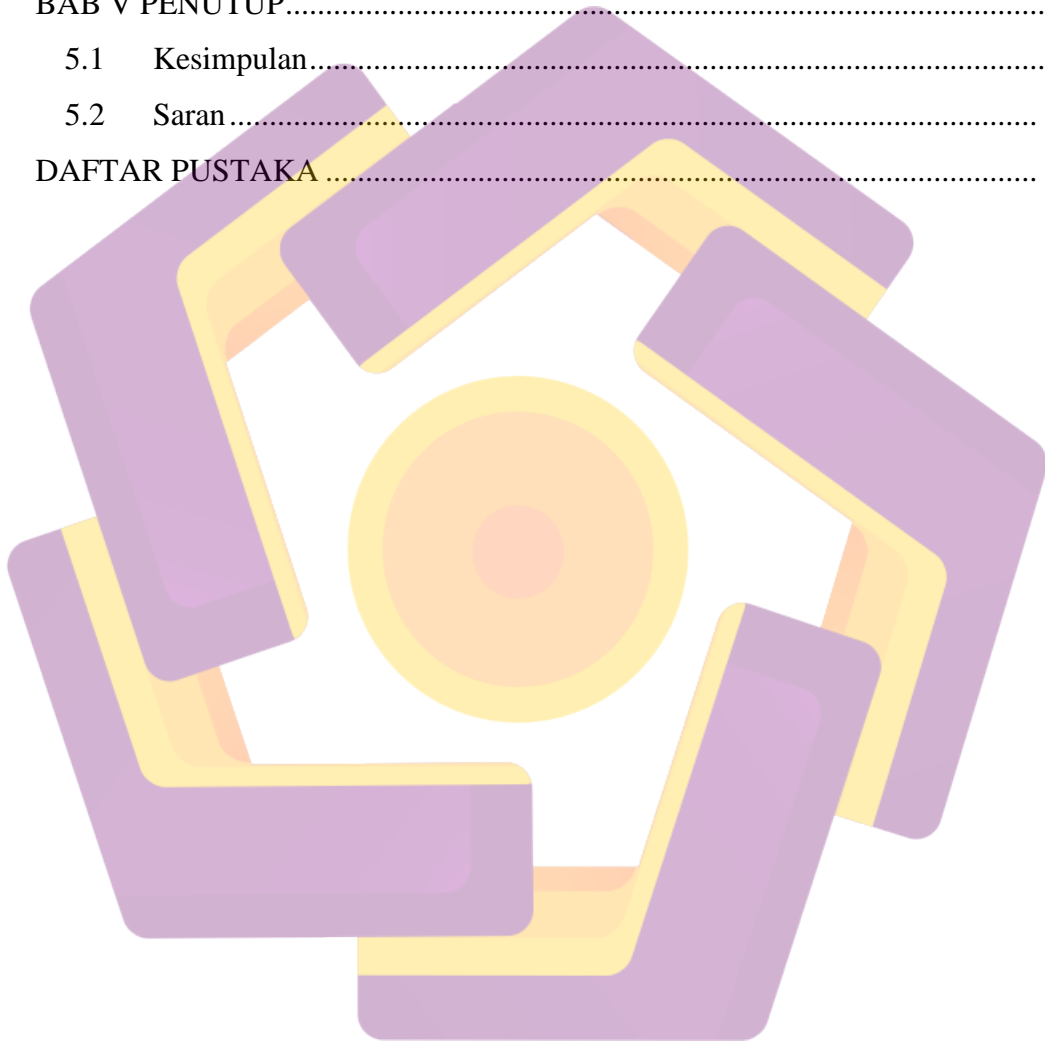 BAB V PENUTUP..............................................................................................
5.1 Kesimpulan...........................................................................................
5.2 Saran.....................................................................................................
DAFTAR PUSTAKA..........................................................................................